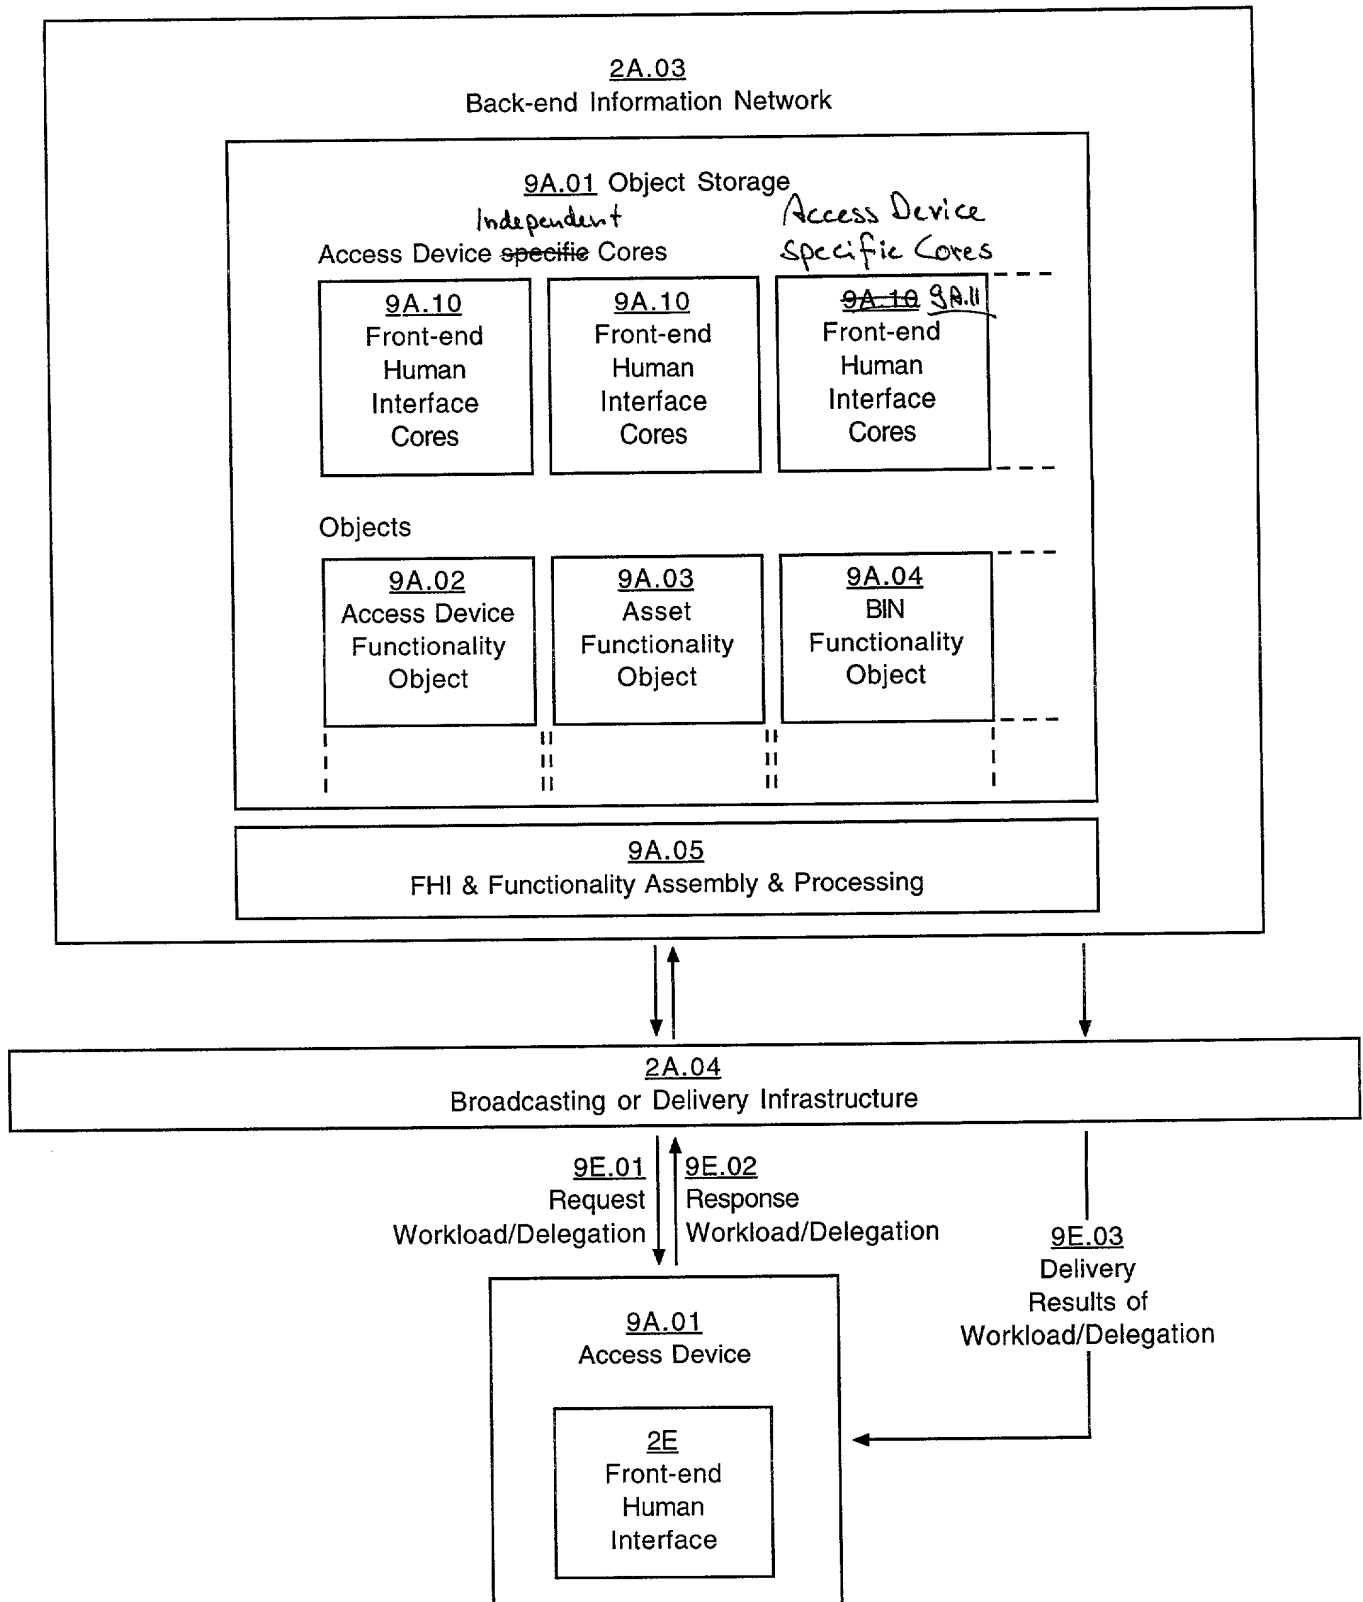 2A.03
Back-end Information Network
9A.01 Object Storage
Independent
Access Device specific Cores
Access Device
specific Cores
9A.10
Front-end
Human
Interface
Cores
9A.10
Front-end
Human
Interface
Cores
9A.10 9A.11
Front-end
Human
Interface
Cores
Objects
9A.02
Access Device
Functionality
Object
9A.03
Asset
Functionality
Object
9A.04
BIN
Functionality
Object
9A.05
FHI & Functionality Assembly & Processing
2A.04
Broadcasting or Delivery Infrastructure
9E.01
Request
Workload/Delegation
9E.02
Response
Workload/Delegation
9E.03
Delivery
Results of
Workload/Delegation
9A.01
Access Device
2E
Front-end
Human
Interface